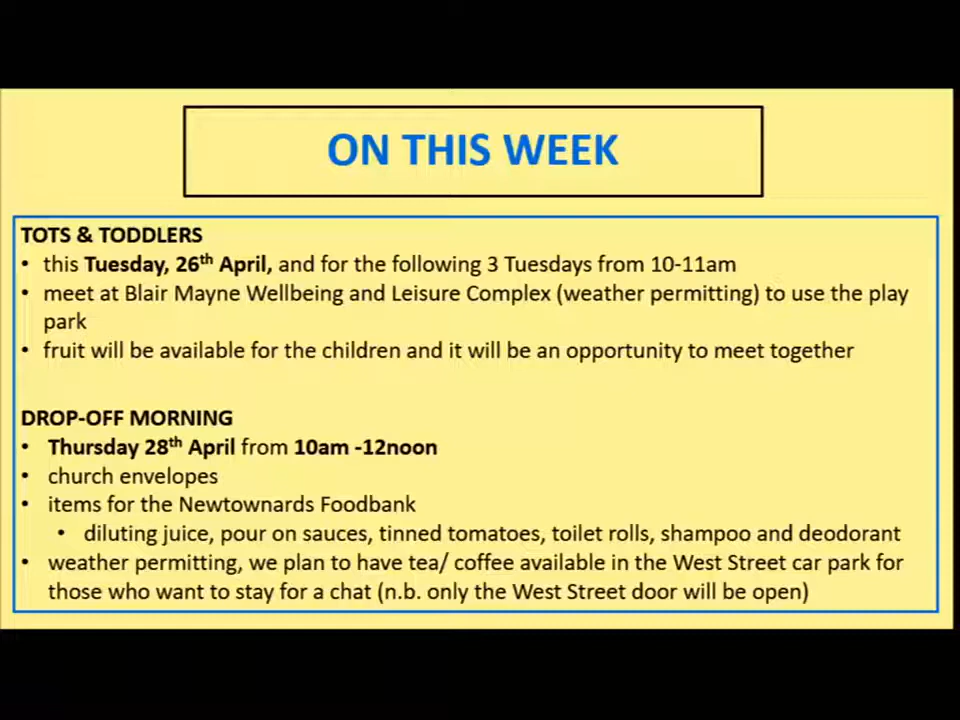 ON THIS WEEK
TOTS & TODDLERS
• this Tuesday, 26th April, and for the following 3 Tuesdays from 10-11am
• meet at Blair Mayne Wellbeing and Leisure Complex (weather permitting) to use the play
park
• fruit will be available for the children and it will be an opportunity to meet together
DROP-OFF MORNING
• Thursday 28th April from 10am -12noon
• church envelopes
• items for the Newtownards Foodbank
• diluting juice, pour on sauces, tinned tomatoes, toilet rolls, shampoo and deodorant
• weather permitting, we plan to have tea/ coffee available in the West Street car park for
those who want to stay for a chat (n.b. only the West Street door will be open)